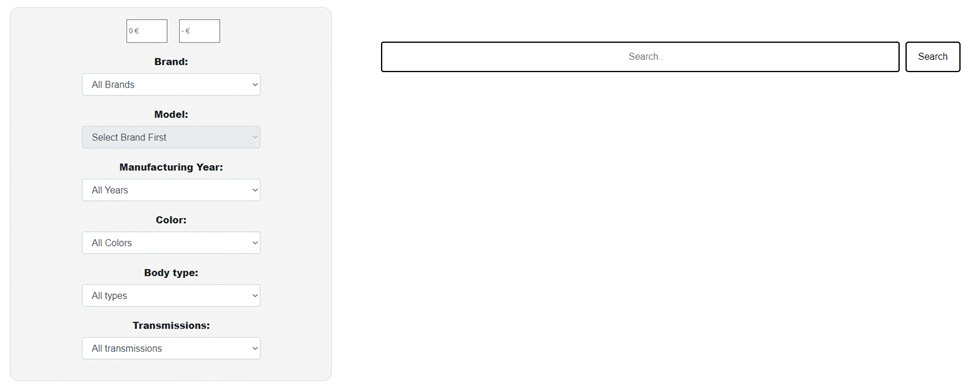 0 € - €
Brand:
All Brands
Model:
Select Brand First
Manufacturing Year:
All Years
Color:
All Colors
Body type:
All types
Transmissions:
All transmissions
Search.. Search